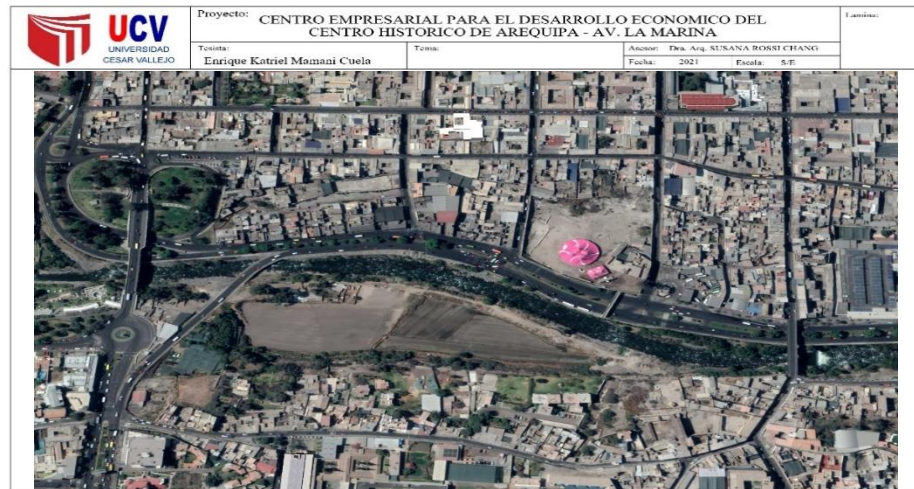 UCV
UNIVERSIDAD
CESAR VALLEJO
Proyecto:
CENTRO EMPRESARIAL PARA EL DESARROLLO ECONOMICO DEL
CENTRO HISTORICO DE AREQUIPA - AV. LA MARINA
Lamina:
Tesista:
Enrique Katriel Mamani Cuela
Tema:
Asesor: Dra. Arq. SUSANA ROSSI CHANG
Fecha: 2021 Escala: S/E